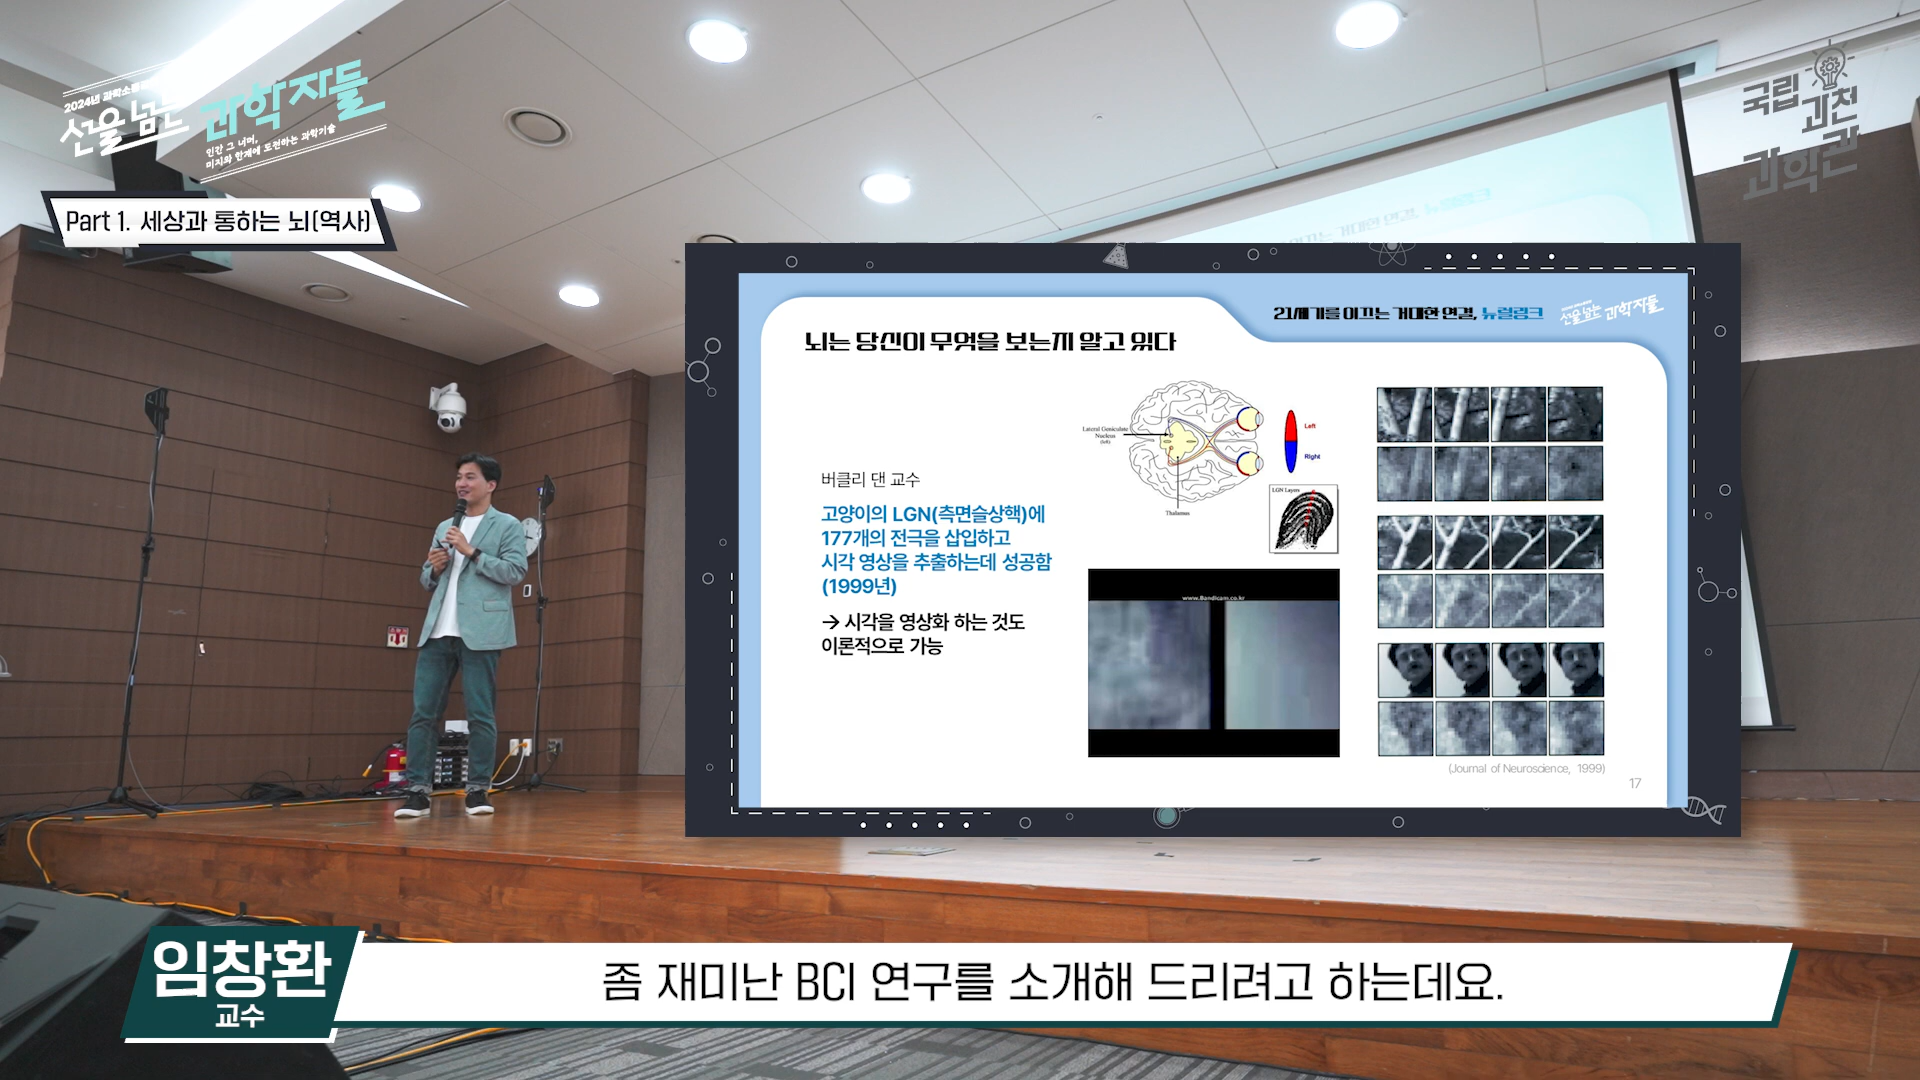 2024년 과학소통
선을 넘는 과학자들
인간 그 너머,
미지와 한계에 도전하는 과학기술
국립
과천
과학관
Part 1. 세상과 통하는 뇌(역사)
21세기를 이끄는 거대한 연결, 뉴럴링크
선을 넘는 과학자들
뇌는 당신이 무엇을 보는지 알고 있다
버클리 댄 교수
고양이의 LGN(측면슬상핵)에
177개의 전극을 삽입하고
시각 영상을 추출하는데 성공함
(1999년)
→ 시각을 영상화 하는 것도
이론적으로 가능
Lateral Geniculate
Nucleus
(left)
Thalamus
Left
Right
LGN Layers
www.Bandicam.co.kr
(Journal of Neuroscience, 1999)
17
임창환
교수
좀 재미난 BCI 연구를 소개해 드리려고 하는데요.